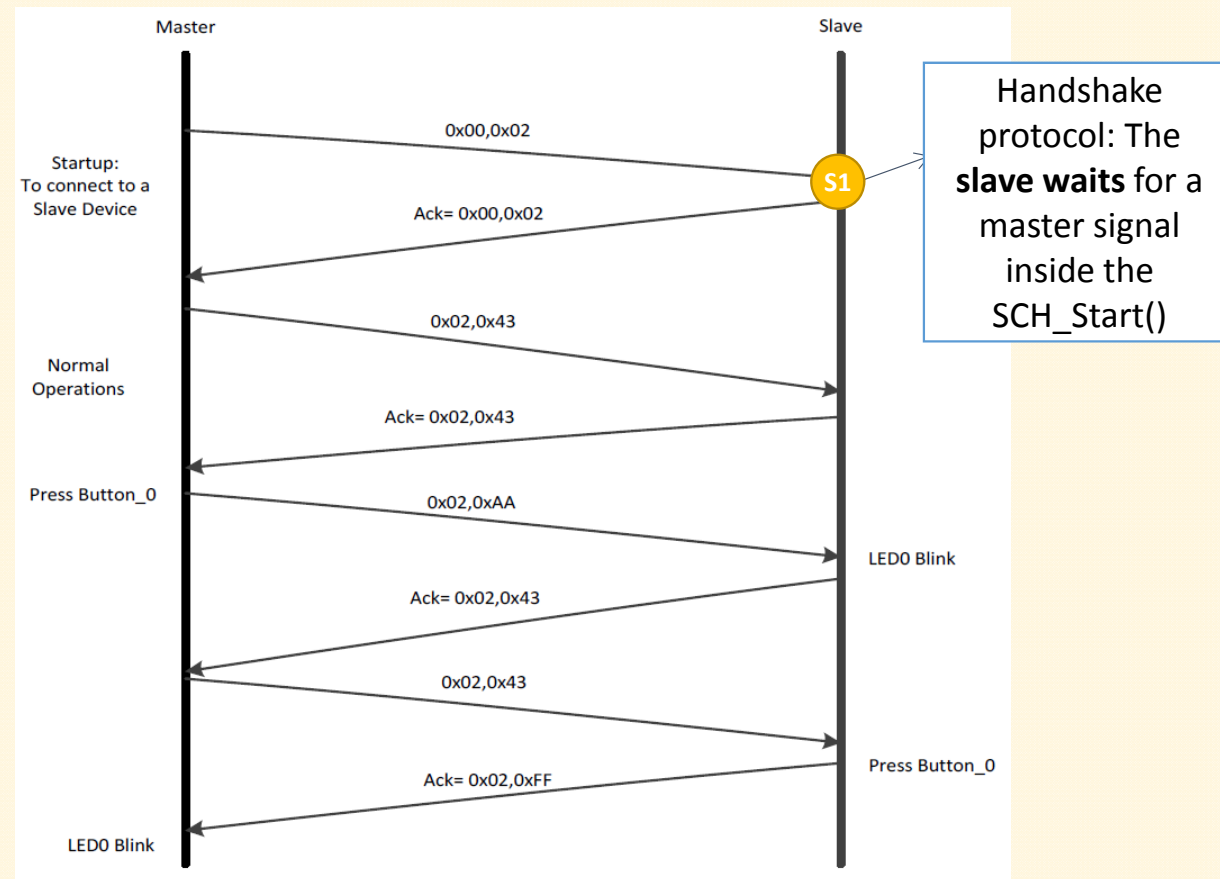 Master
Slave
Handshake
protocol: The
slave waits for a
master signal
inside the
SCH_Start()
0x00,0x02
Startup:
To connect to a
Slave Device
S1
Ack= 0x00,0x02
0x02,0x43
Normal
Operations
Ack= 0x02,0x43
Press Button_0
0x02,0xAA
LED0 Blink
Ack= 0x02,0x43
0x02,0x43
Press Button_0
Ack= 0x02,0xFF
LED0 Blink